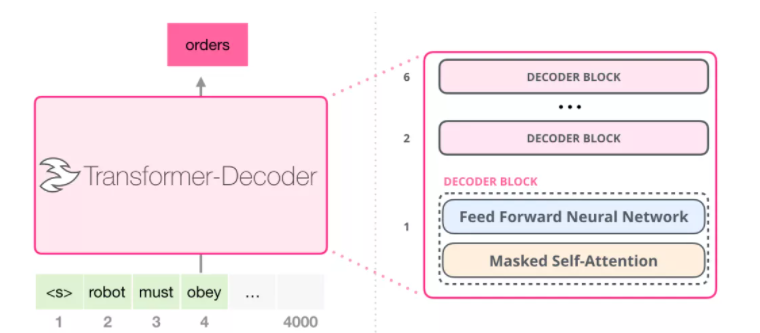 orders
Transformer-Decoder
<s> robot must obey ...
1 2 3 4 4000
6 DECODER BLOCK
...
2 DECODER BLOCK
DECODER BLOCK
1
Feed Forward Neural Network
Masked Self-Attention